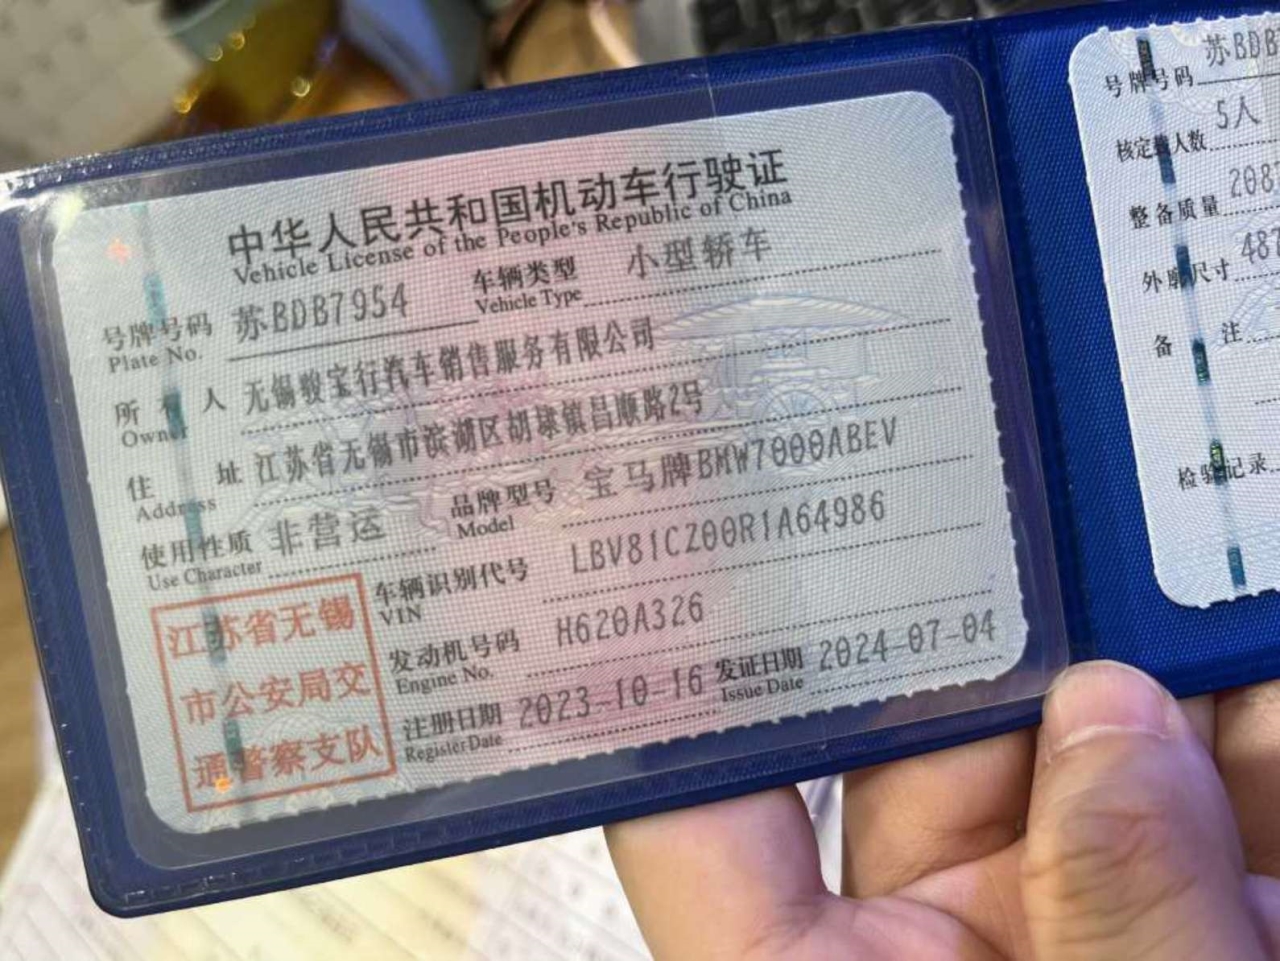 中华人民共和国机动车行驶证
Vehicle License of the People's Republic of China
号牌号码 苏BDB7954 车辆类型 小型轿车
Plate No. Vehicle Type
所有人 无锡骏宝行汽车销售服务有限公司
Owner
住址 江苏省无锡市滨湖区胡埭镇昌顺路2号
Address
使用性质 非营运 品牌型号 宝马牌BMW7000ABEV
Use Character Model
车辆识别代号 LBV81CZ00R1A64986
VIN
发动机号码 H620A326
Engine No.
注册日期 2023-10-16 发证日期 2024-07-04
Register Date Issue Date
江苏省无锡
市公安局交
通警察支队
号牌号码 苏BDB
核定载人数 5人
整备质量 208
外廓尺寸 487
备注
检验记录